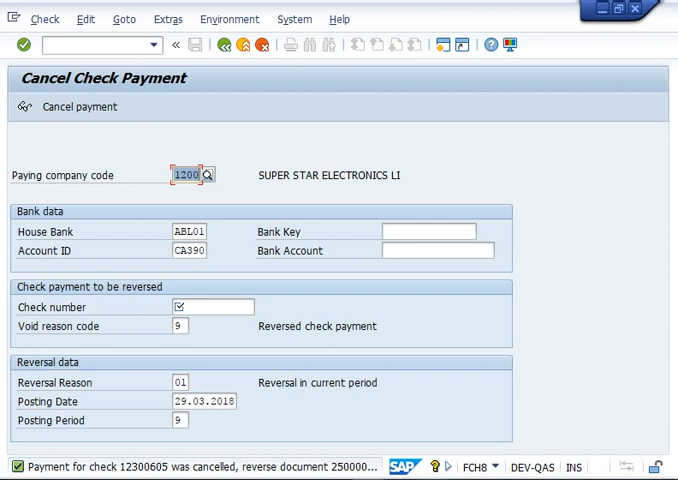 Check Edit Goto Extras Environment System Help
Cancel Check Payment
Cancel payment
Paying company code 1200 SUPER STAR ELECTRONICS LI
Bank data
House Bank ABL01 Bank Key
Account ID CA390 Bank Account
Check payment to be reversed
Check number
Void reason code 9 Reversed check payment
Reversal data
Reversal Reason 01 Reversal in current period
Posting Date 29.03.2018
Posting Period 9
Payment for check 12300605 was cancelled, reverse document 250000... SAP FCH8 DEV-QAS INS